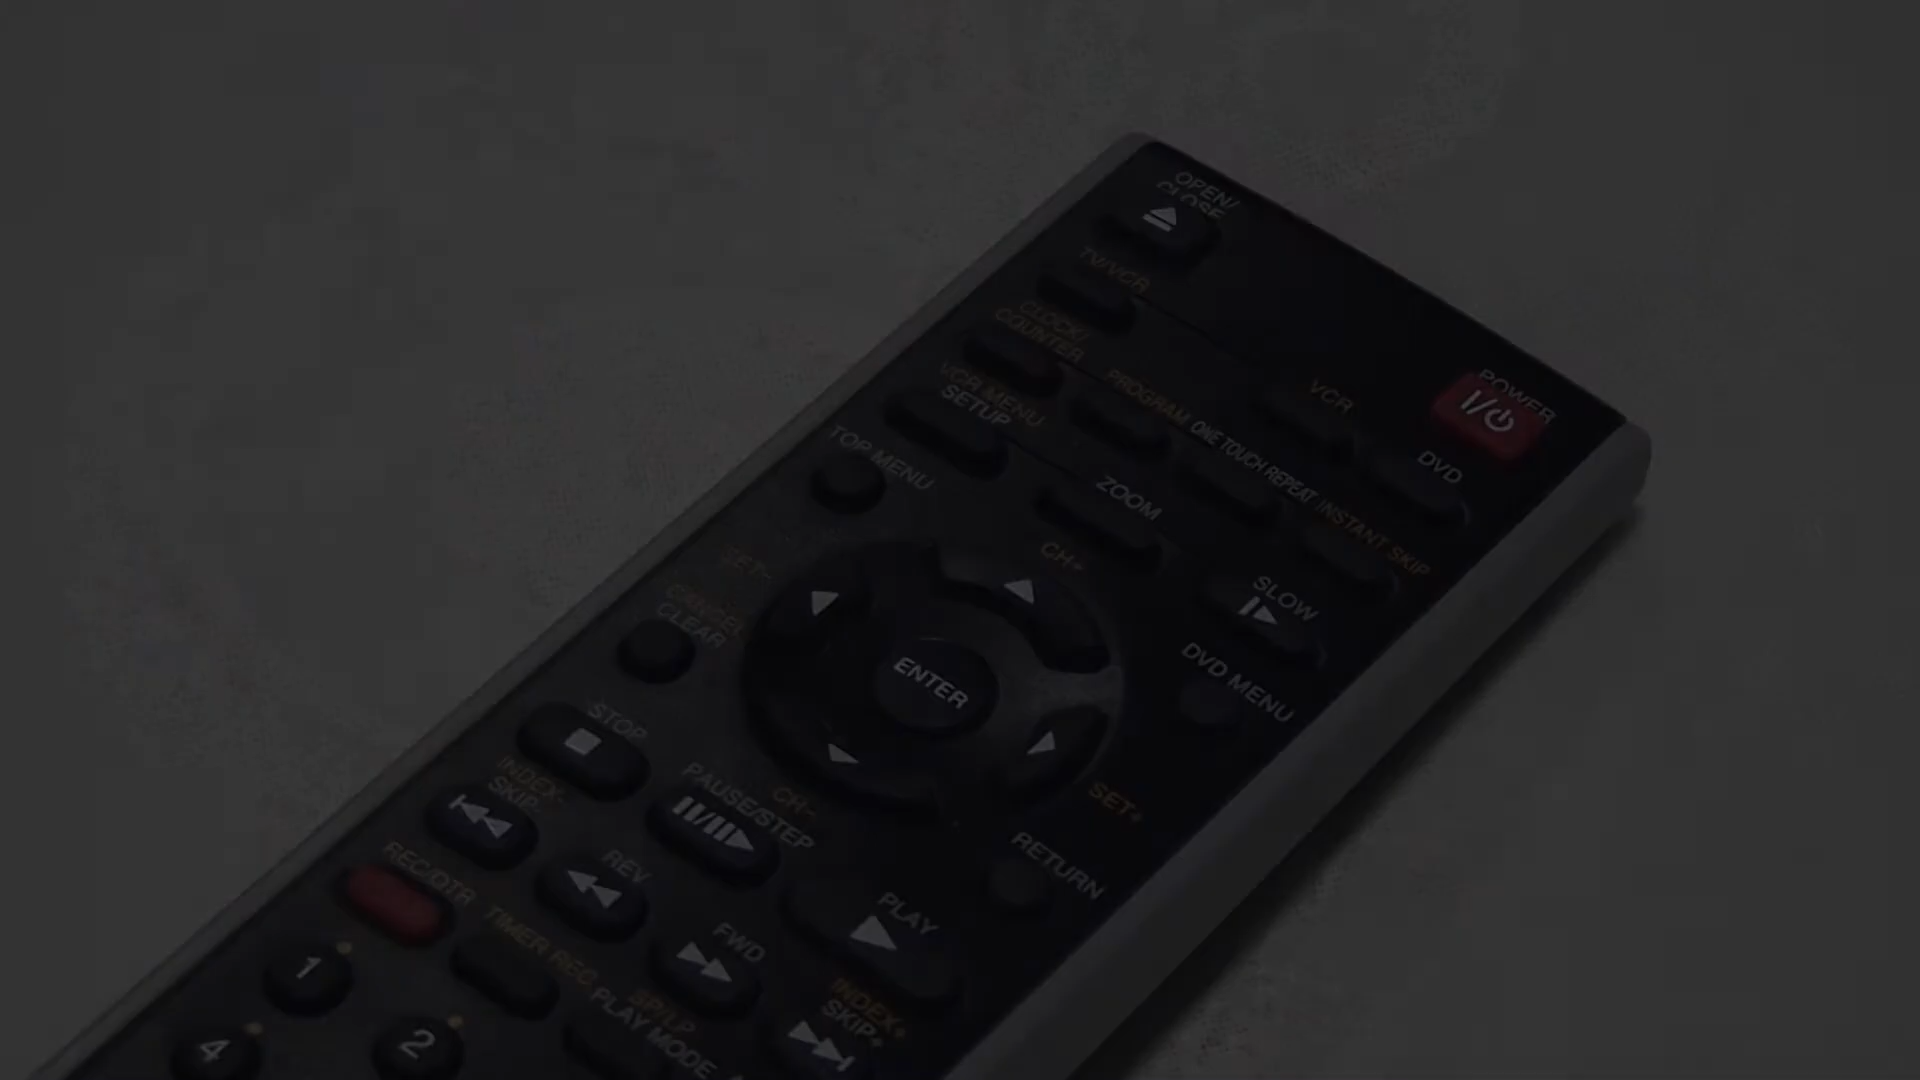 OPEN/
CLOSE
TV/VCR
CLOCK/
COUNTER
VCR
POWER
I/
VCR MENU
SETUP
PROGRAM
ONE TOUCH REPEAT
INSTANT SKIP
DVD
TOP MENU
ZOOM
SET-
CH+
SLOW
CANCEL
CLEAR
ENTER
DVD MENU
STOP
INDEX-
SKIP-
PAUSE/STEP
CH-
SET+
RETURN
REC/OTR
REV
PLAY
FWD
TIMER REC
SP/LP
PLAY MODE
INDEX+
SKIP+
1
2
4